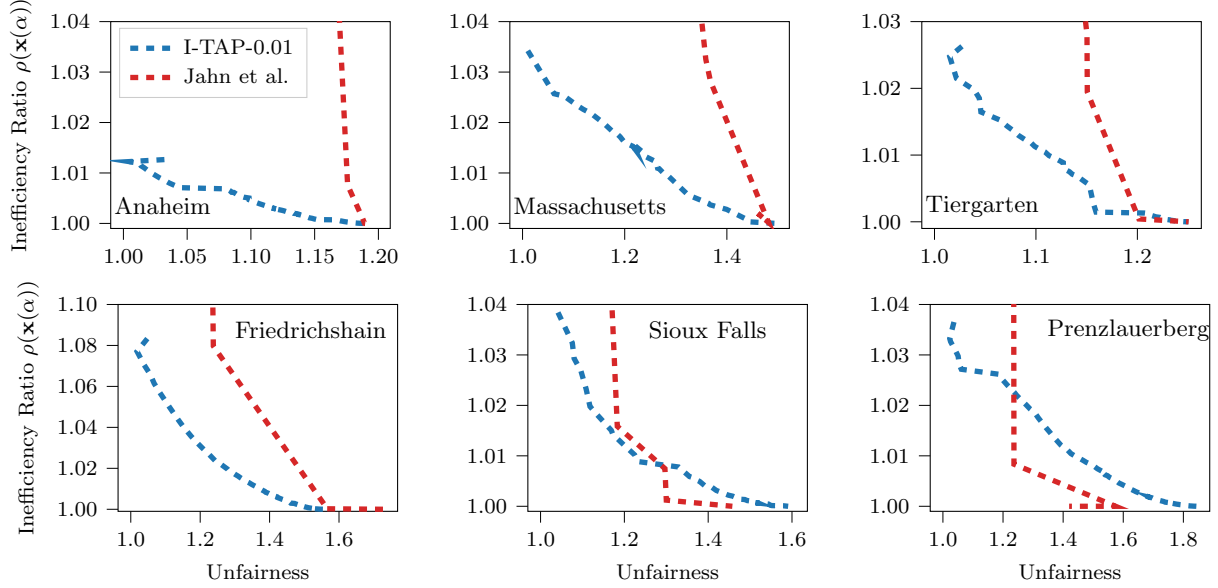 Inefficiency Ratio ρ(𝐱(α))
1.04
1.03
1.02
1.01
1.00
I-TAP-0.01
Jahn et al.
Anaheim
1.00 1.05 1.10 1.15 1.20
1.04
1.03
1.02
1.01
1.00
Massachusetts
1.0 1.2 1.4
1.03
1.02
1.01
1.00
Tiergarten
1.0 1.1 1.2
Inefficiency Ratio ρ(𝐱(α))
1.10
1.08
1.06
1.04
1.02
1.00
Friedrichshain
1.0 1.2 1.4 1.6
Unfairness
1.04
1.03
1.02
1.01
1.00
Sioux Falls
1.0 1.2 1.4 1.6
Unfairness
1.04
1.03
1.02
1.01
1.00
Prenzlauerberg
1.0 1.2 1.4 1.6 1.8
Unfairness